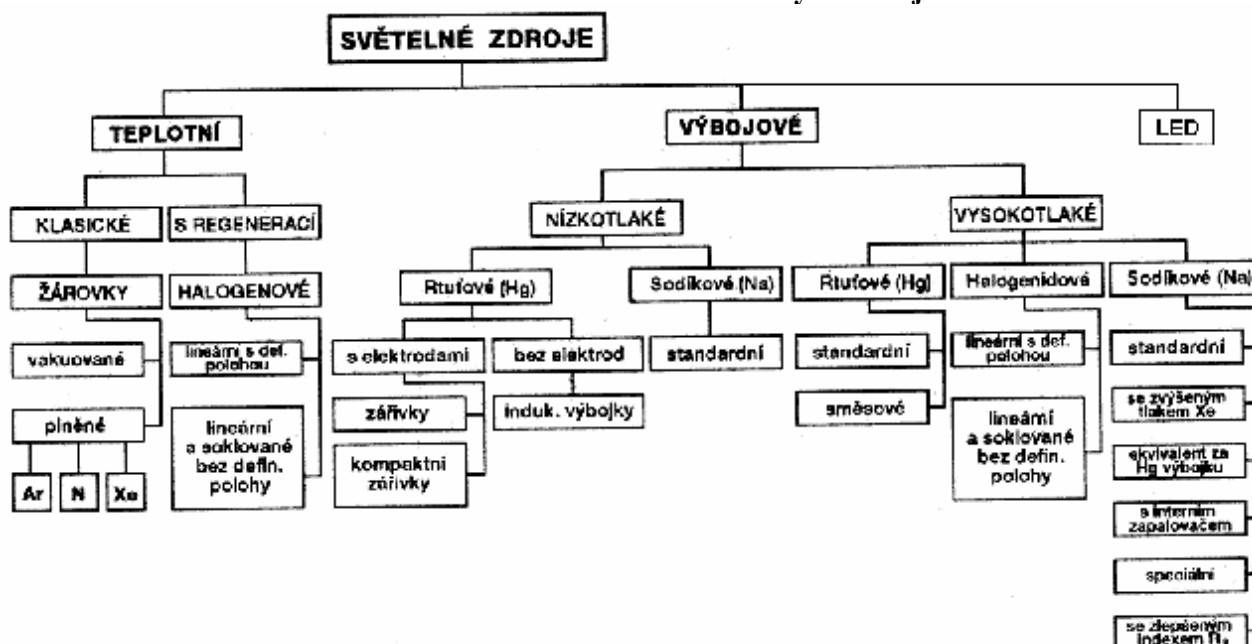 SVĚTELNÉ ZDROJE
TEPLOTNÍ
VÝBOJOVÉ
LED
KLASICKÉ
S REGENERACÍ
NÍZKOTLAKÉ
VYSOKOTLAKÉ
ŽÁROVKY
HALOGENOVÉ
Rtuťové (Hg)
Sodíkové (Na)
Rtuťové (Hg)
Halogenidové
Sodíkové (Na)
vakuované
lineární s def.
polohou
s elektrodami
bez elektrod
standardní
standardní
lineární s def.
polohou
standardní
plněné
lineární
a soklované
bez defin.
polohy
zářivky
induk. výbojky
směsové
lineární
a soklované
bez defin.
polohy
se zvýšeným
tlakem Xe
kompaktní
zářivky
ekvivalent za
Hg výbojku
Ar
N
Xe
s interním
zapalovačem
speciální
se zlepšeným
indexem Ra